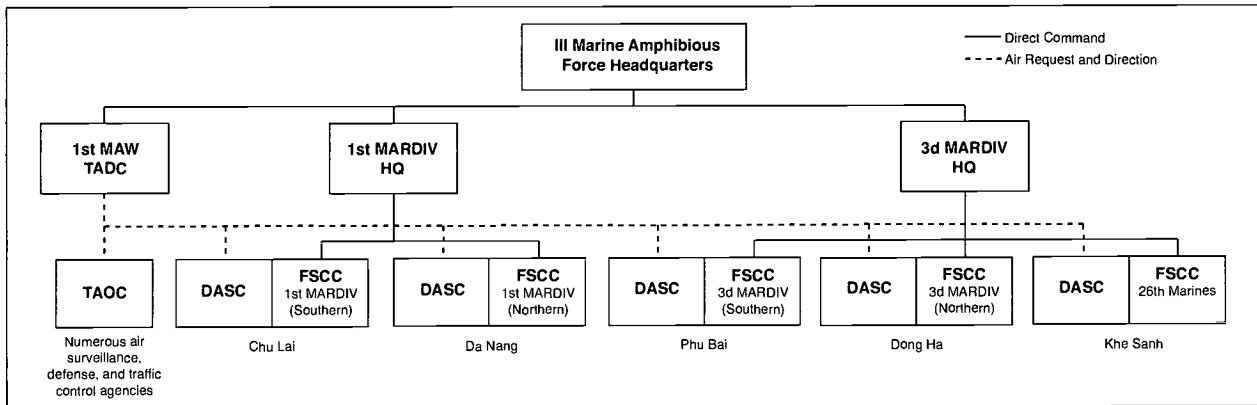 III Marine Amphibious
Force Headquarters
Direct Command
Air Request and Direction
1st MAW
TADC
1st MARDIV
HQ
3d MARDIV
HQ
TAOC
DASC
FSCC
1st MARDIV
(Southern)
DASC
FSCC
1st MARDIV
(Northern)
DASC
FSCC
3d MARDIV
(Southern)
DASC
FSCC
3d MARDIV
(Northern)
DASC
FSCC
26th Marines
Numerous air
surveillance,
defense, and traffic
control agencies
Chu Lai
Da Nang
Phu Bai
Dong Ha
Khe Sanh